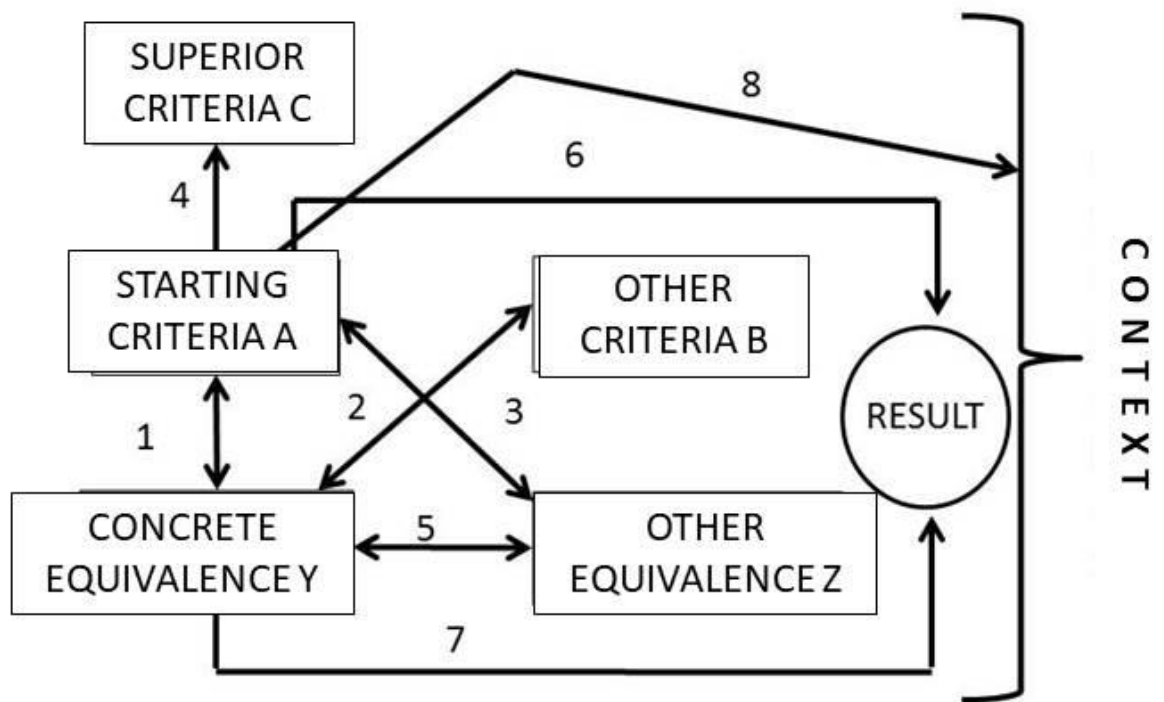 SUPERIOR
CRITERIA C
8
6
4
STARTING
CRITERIA A
OTHER
CRITERIA B
CONTEXT
2
3
RESULT
1
CONCRETE
EQUIVALENCE Y
5
OTHER
EQUIVALENCE Z
7